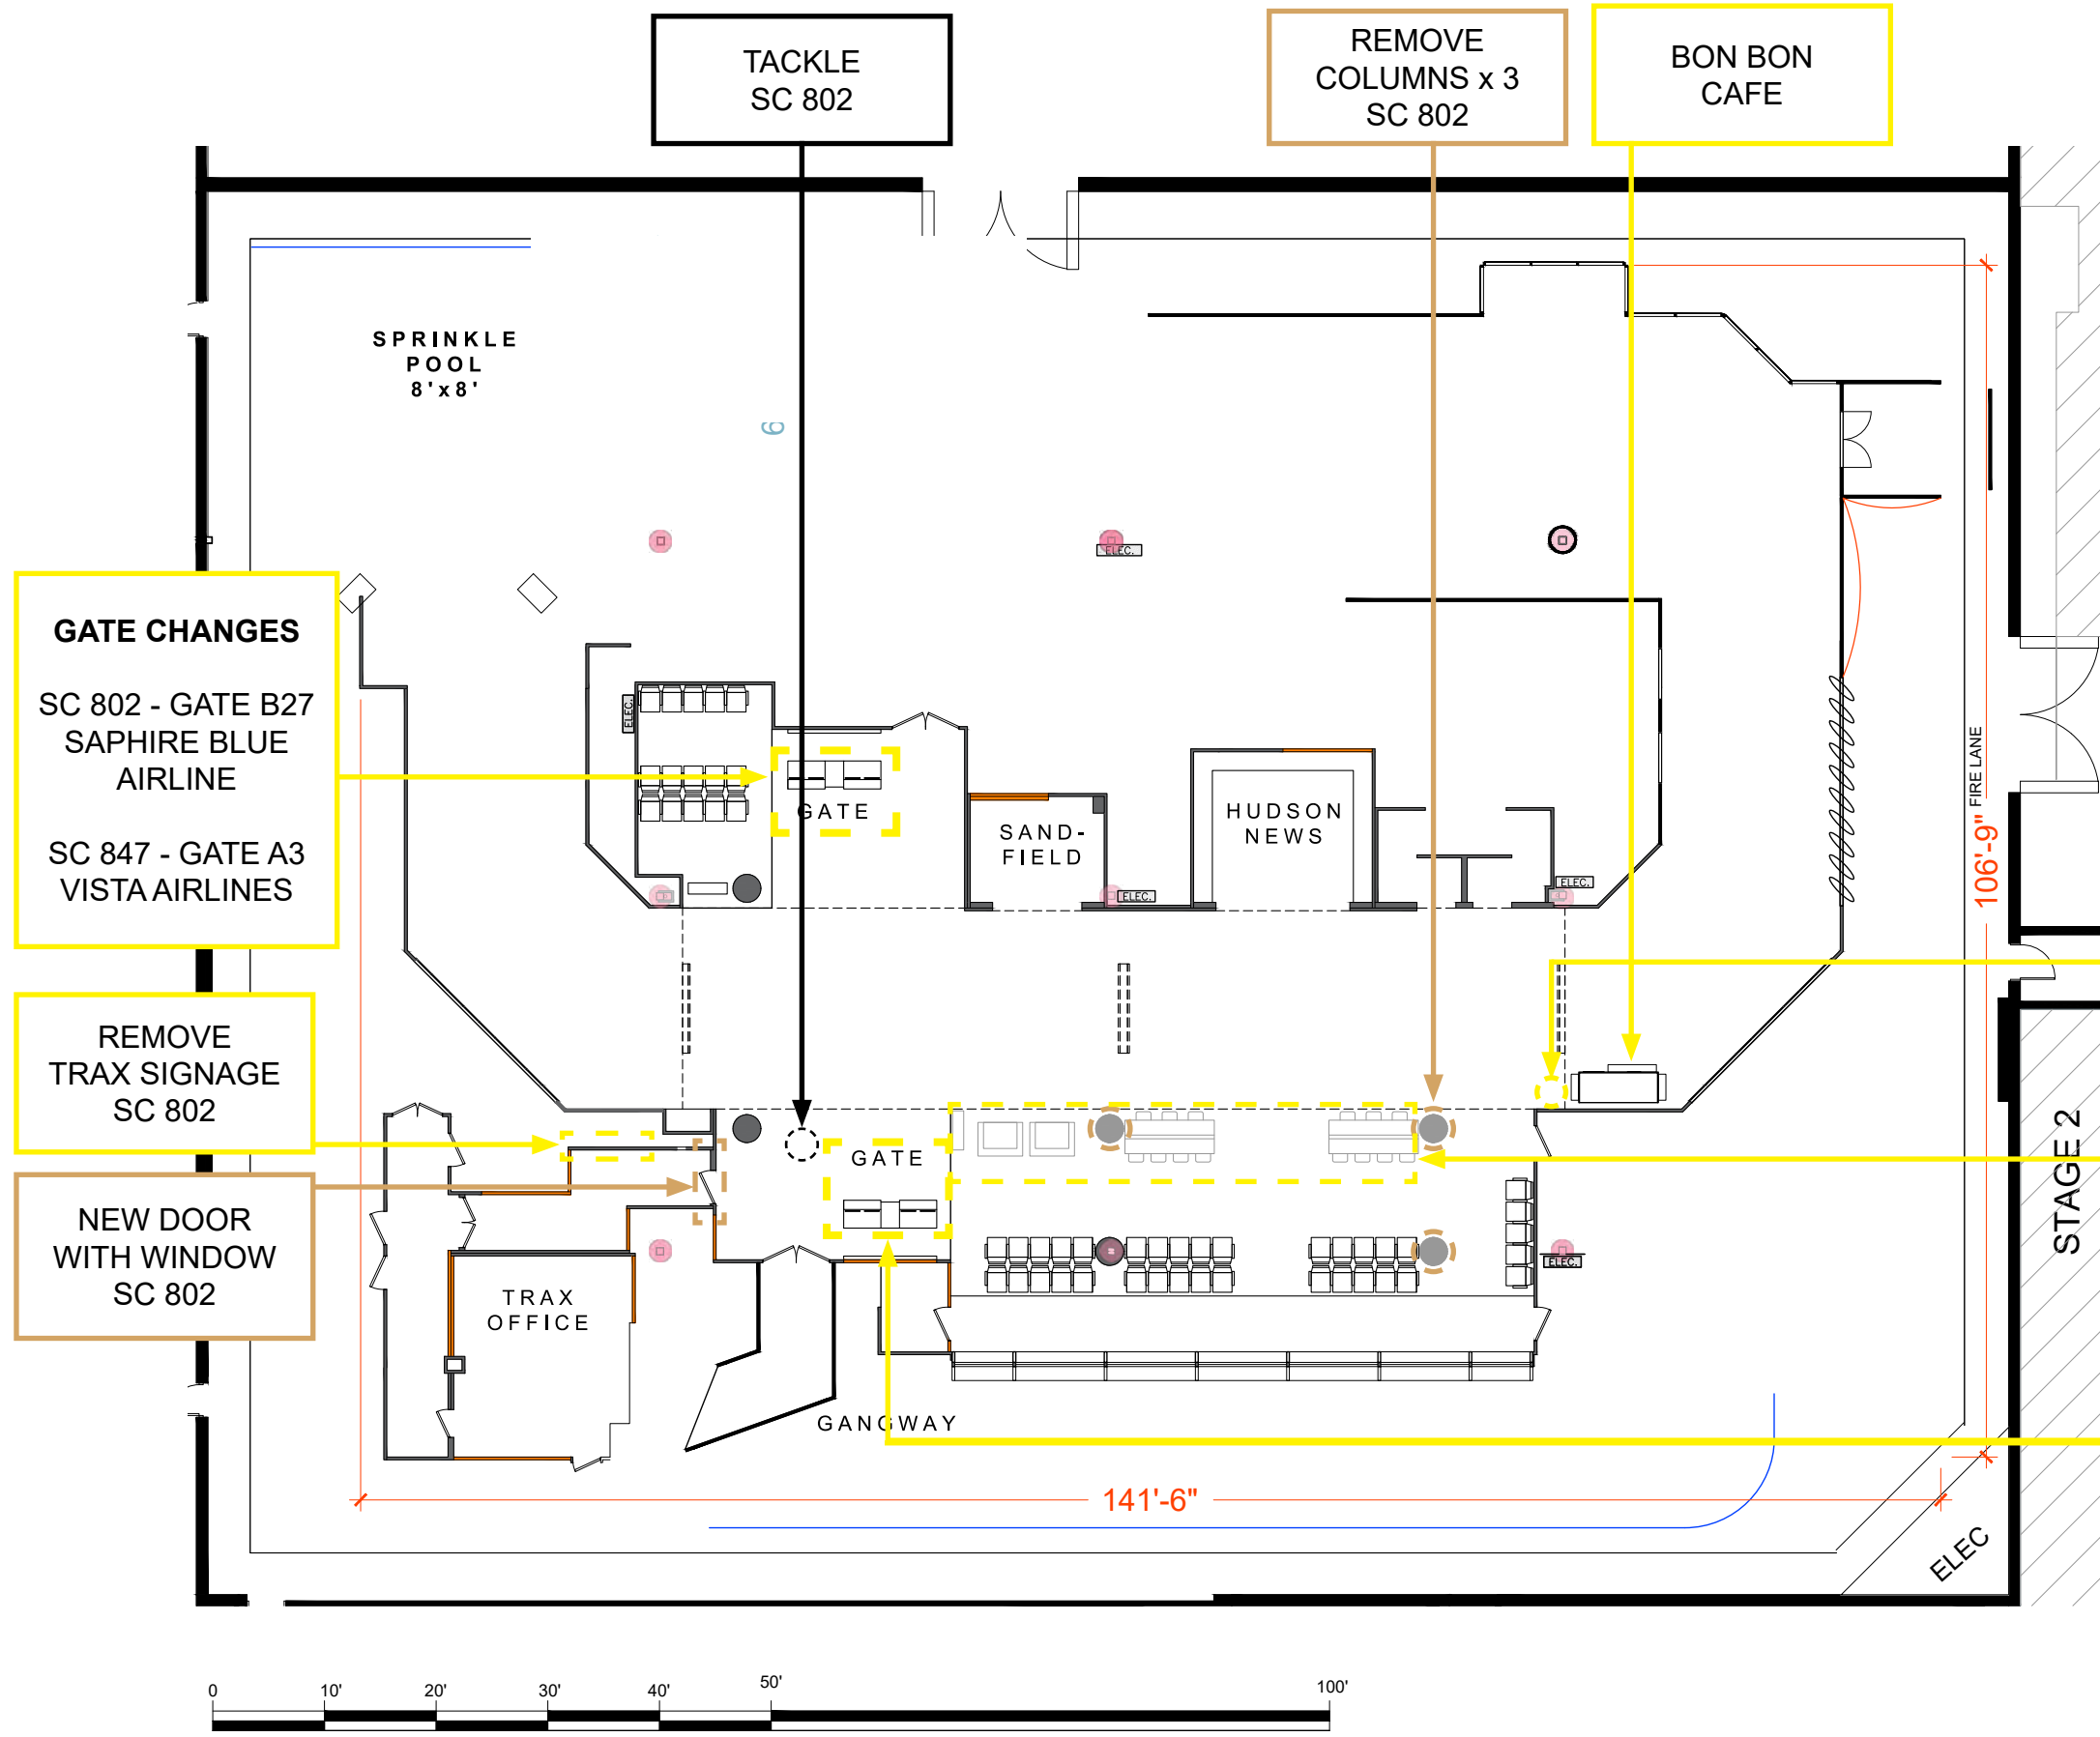 TACKLE
SC 802
REMOVE
COLUMNS x 3
SC 802
BON BON
CAFE
SPRINKLE
POOL
8'x8'
6
ELEC.
GATE CHANGES
SC 802 - GATE B27
SAPHIRE BLUE
AIRLINE
SC 847 - GATE A3
VISTA AIRLINES
ELEC.
GATE
SAND-
FIELD
HUDSON
NEWS
ELEC.
ELEC.
FIRE LANE
106'-9"
REMOVE
TRAX SIGNAGE
SC 802
NEW DOOR
WITH WINDOW
SC 802
GATE
STAGE 2
ELEC.
TRAX
OFFICE
GANGWAY
141'-6"
ELEC
0 10' 20' 30' 40' 50' 100'